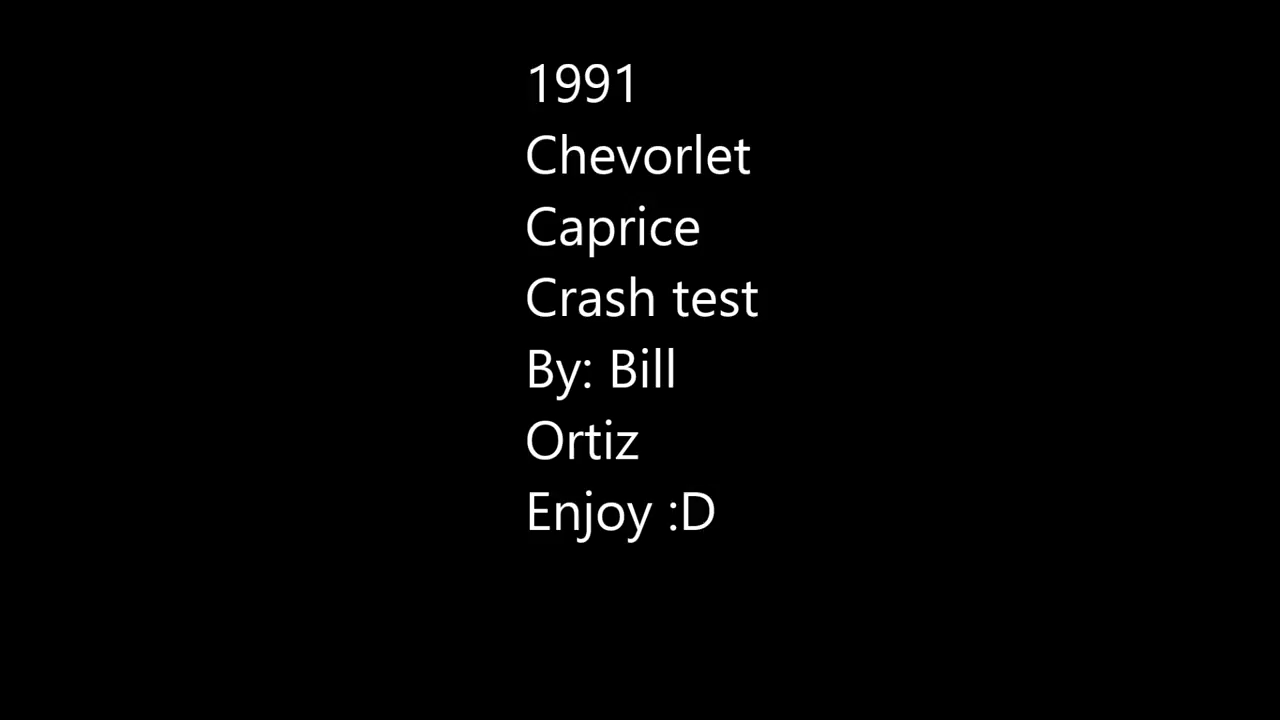 1991
Chevorlet
Caprice
Crash test
By: Bill
Ortiz
Enjoy :D